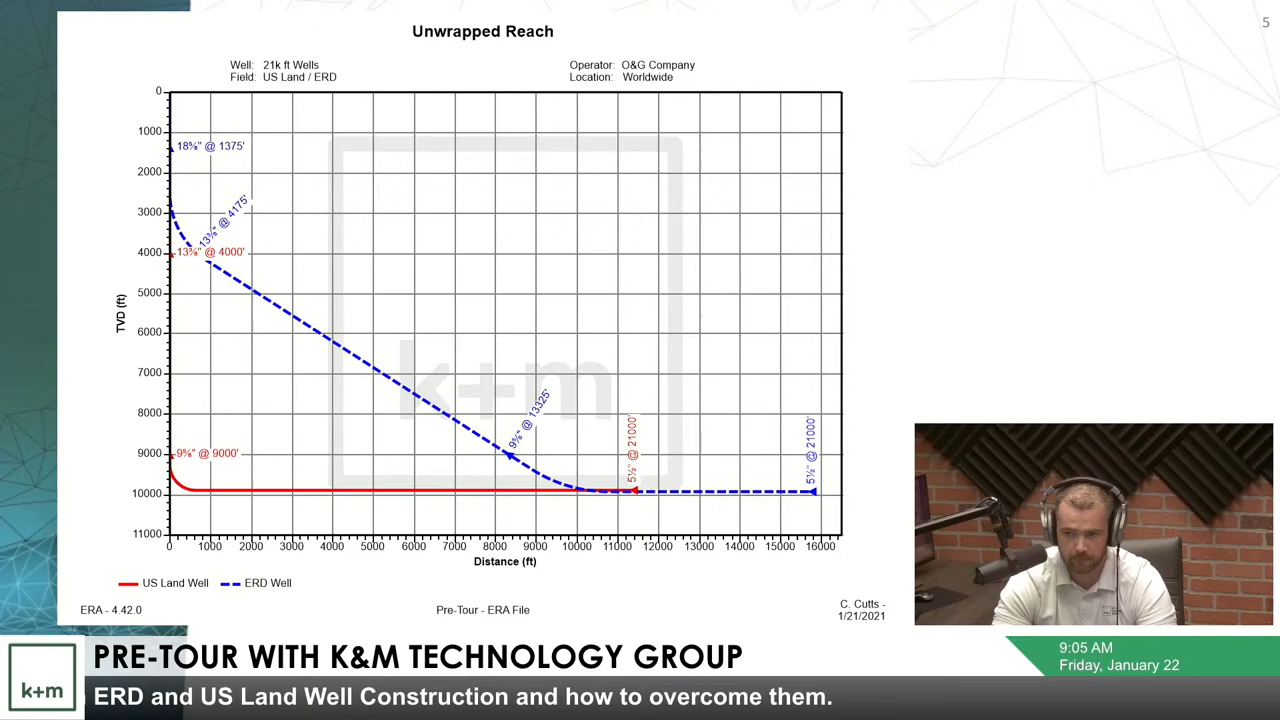 5
Unwrapped Reach
Well: 21k ft Wells
Field: US Land / ERD
Operator: O&G Company
Location: Worldwide
0
1000
2000
3000
4000
5000
6000
7000
8000
9000
10000
11000
TVD (ft)
18⅝" @ 1375'
13⅜" @ 4175'
13⅜" @ 4000'
9⅝" @ 9000'
9⅝" @ 13325'
5½" @ 21000'
5½" @ 21000'
k+m
0 1000 2000 3000 4000 5000 6000 7000 8000 9000 10000 11000 12000 13000 14000 15000 16000
Distance (ft)
US Land Well ERD Well
ERA - 4.42.0
Pre-Tour - ERA File
C. Cutts -
1/21/2021
k+m
PRE-TOUR WITH K&M TECHNOLOGY GROUP
ERD and US Land Well Construction and how to overcome them.
9:05 AM
Friday, January 22